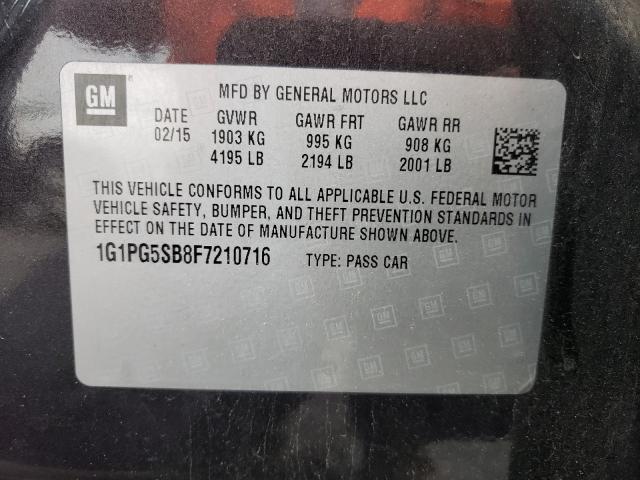 GM
MFD BY GENERAL MOTORS LLC
DATE GVWR GAWR FRT GAWR RR
02/15 1903 KG 995 KG 908 KG
4195 LB 2194 LB 2001 LB
THIS VEHICLE CONFORMS TO ALL APPLICABLE U.S. FEDERAL MOTOR
VEHICLE SAFETY, BUMPER, AND THEFT PREVENTION STANDARDS IN
EFFECT ON THE DATE OF MANUFACTURE SHOWN ABOVE.
1G1PG5SB8F7210716 TYPE: PASS CAR